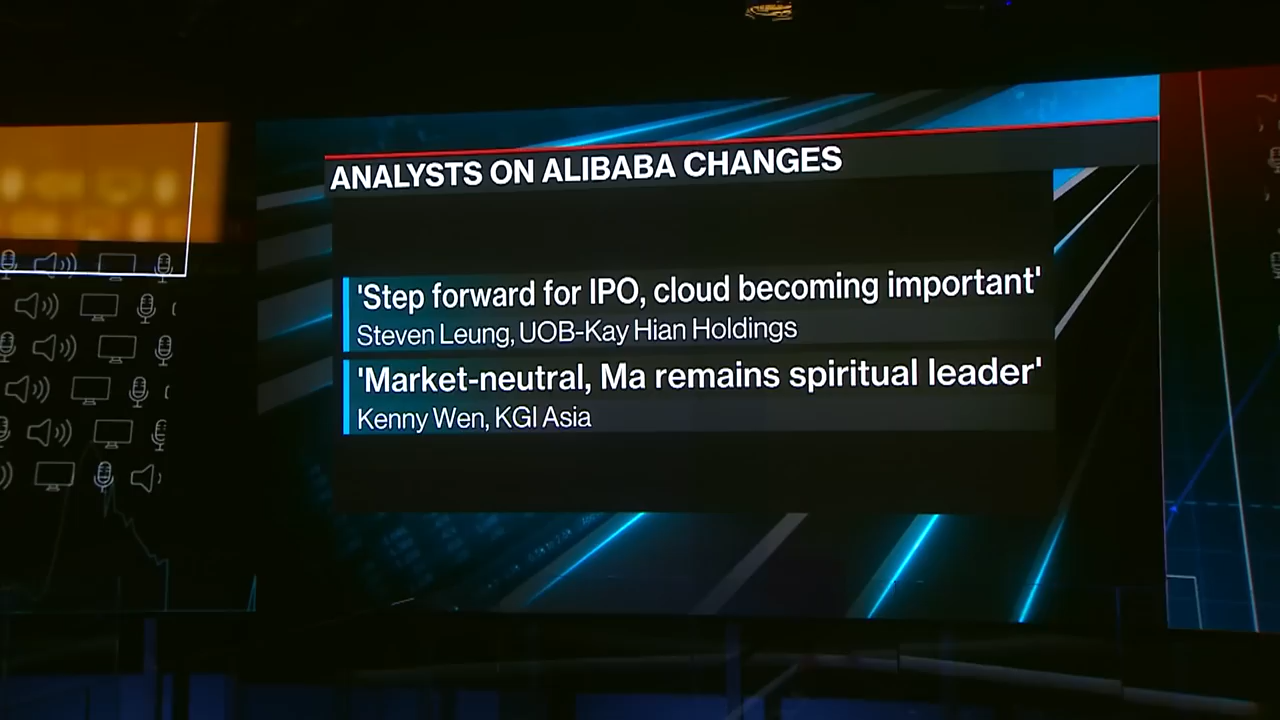 ANALYSTS ON ALIBABA CHANGES
'Step forward for IPO, cloud becoming important'
Steven Leung, UOB-Kay Hian Holdings
'Market-neutral, Ma remains spiritual leader'
Kenny Wen, KGI Asia